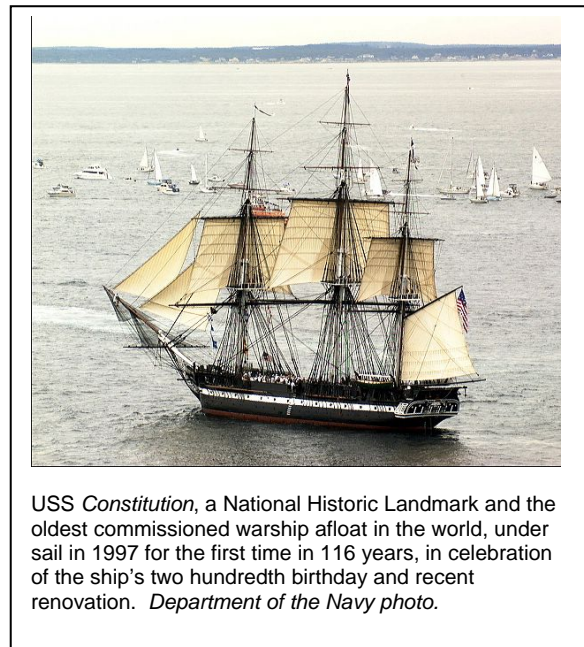 USS Constitution, a National Historic Landmark and the
oldest commissioned warship afloat in the world, under
sail in 1997 for the first time in 116 years, in celebration
of the ship’s two hundredth birthday and recent
renovation.  Department of the Navy photo.